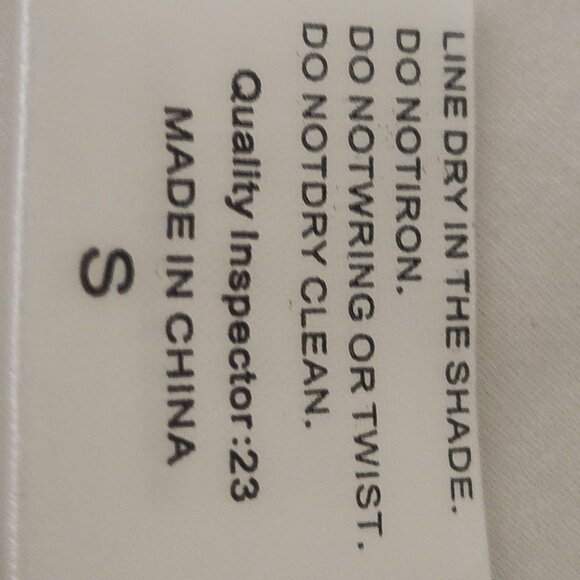 LINE DRY IN THE SHADE.
DO NOTIRON.
DO NOTWRING OR TWIST.
DO NOTDRY CLEAN.
Quality Inspector:23
MADE IN CHINA
S